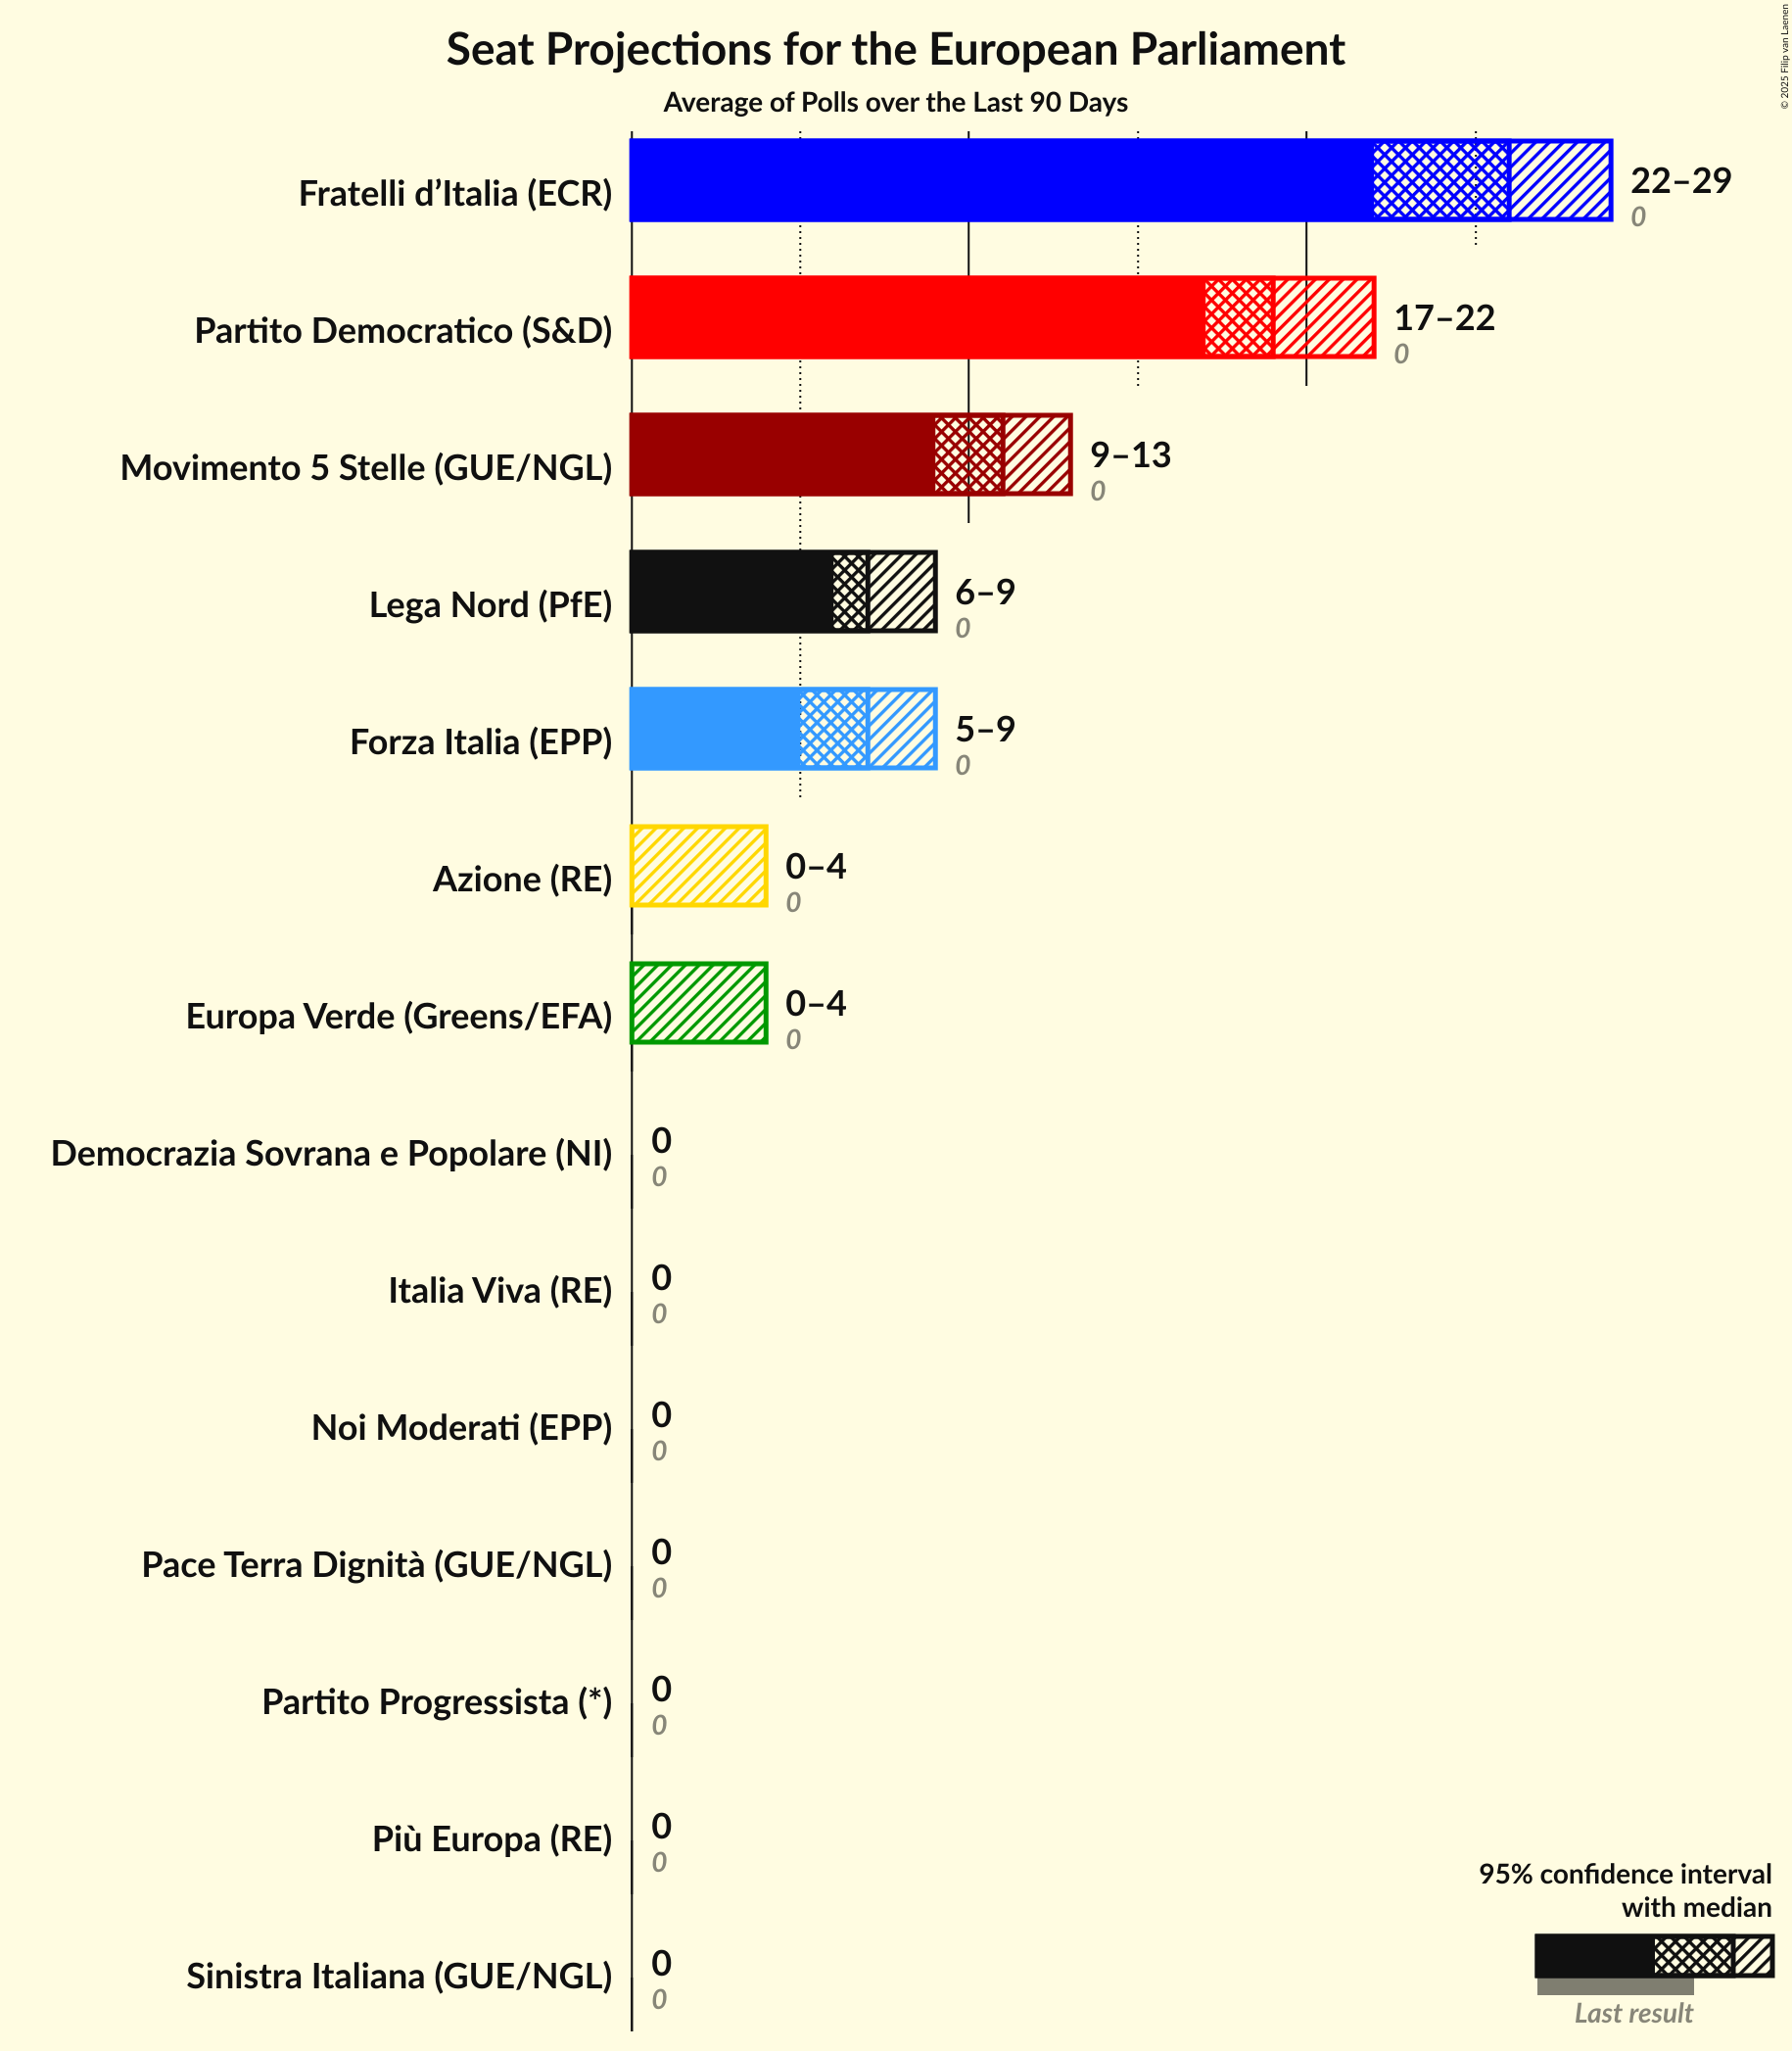 Seat Projections for the European Parliament
Average of Polls over the Last 90 Days
© 2025 Filip van Laenen
Fratelli d’Italia (ECR)
22–29
0
Partito Democratico (S&D)
17–22
0
Movimento 5 Stelle (GUE/NGL)
9–13
0
Lega Nord (PfE)
6–9
0
Forza Italia (EPP)
5–9
0
Azione (RE)
0–4
0
Europa Verde (Greens/EFA)
0–4
0
Democrazia Sovrana e Popolare (NI)
0
0
Italia Viva (RE)
0
0
Noi Moderati (EPP)
0
0
Pace Terra Dignità (GUE/NGL)
0
0
Partito Progressista (*)
0
0
Più Europa (RE)
0
0
Sinistra Italiana (GUE/NGL)
0
0
95% confidence interval
with median
Last result